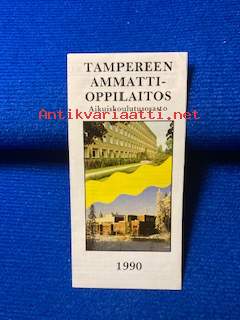 TAMPEREEN
AMMATTI-
OPPILAITOS
Aikuiskoulutusosasto
Antikvariaatti.net
1990